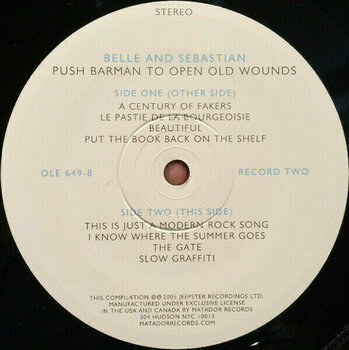 STEREO
BELLE AND SEBASTIAN
PUSH BARMAN TO OPEN OLD WOUNDS
SIDE ONE (OTHER SIDE)
A CENTURY OF FAKERS
LE PASTIE DE LA BOURGEOISIE
BEAUTIFUL
PUT THE BOOK BACK ON THE SHELF
OLE 649-B
RECORD TWO
SIDE TWO (THIS SIDE)
THIS IS JUST A MODERN ROCK SONG
I KNOW WHERE THE SUMMER GOES
THE GATE
SLOW GRAFFITI
THIS COMPILATION ℗© 2005 JEEPSTER RECORDINGS LTD.
MANUFACTURED UNDER EXCLUSIVE LICENSE
IN THE USA AND CANADA BY MATADOR RECORDS
304 HUDSON NYC 10013
MATADORRECORDS.COM